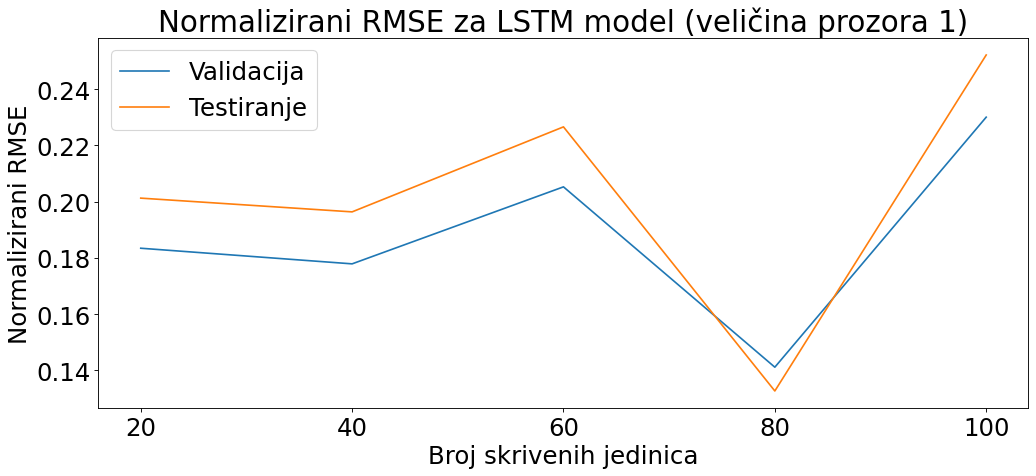 Normalizirani RMSE za LSTM model (veličina prozora 1)
Validacija
Testiranje
Normalizirani RMSE
0.24
0.22
0.20
0.18
0.16
0.14
20 40 60 80 100
Broj skrivenih jedinica